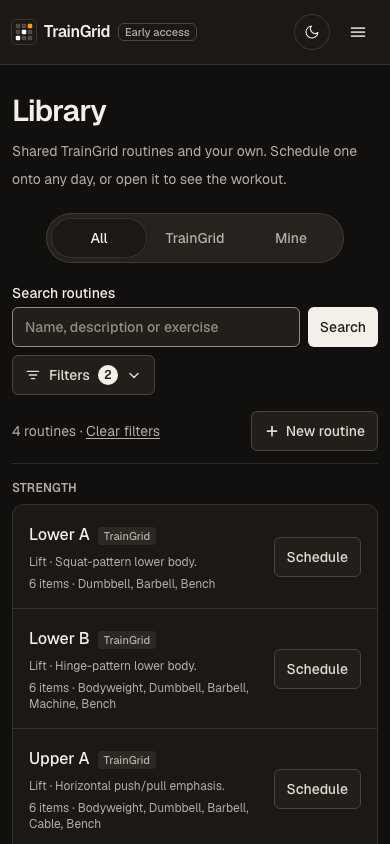 TrainGrid Early access
Library
Shared TrainGrid routines and your own. Schedule one
onto any day, or open it to see the workout.
All TrainGrid Mine
Search routines
Name, description or exercise Search
Filters 2
4 routines · Clear filters + New routine
STRENGTH
Lower A TrainGrid
Lift · Squat-pattern lower body.
6 items · Dumbbell, Barbell, Bench
Schedule
Lower B TrainGrid
Lift · Hinge-pattern lower body.
6 items · Bodyweight, Dumbbell, Barbell,
Machine, Bench
Schedule
Upper A TrainGrid
Lift · Horizontal push/pull emphasis.
6 items · Bodyweight, Dumbbell, Barbell,
Cable, Bench
Schedule